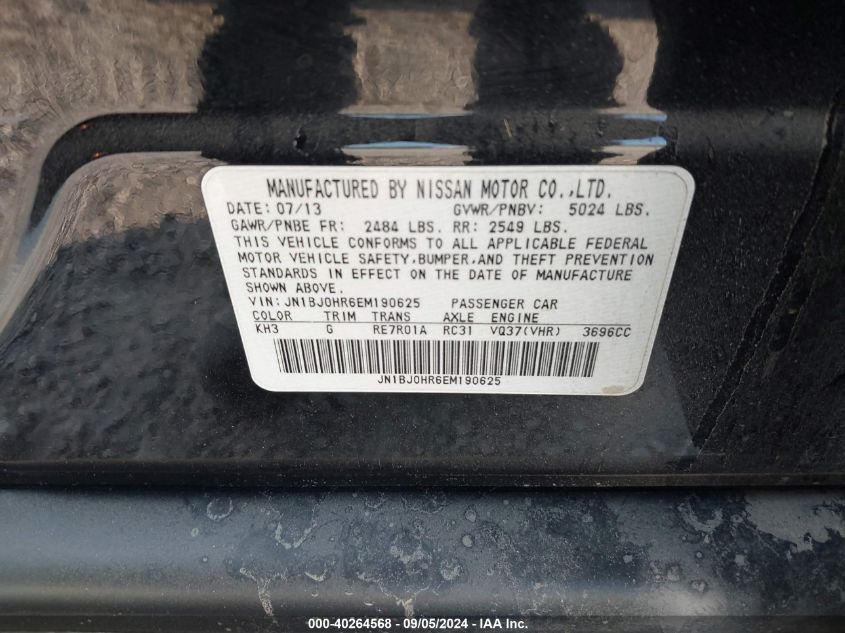 MANUFACTURED BY NISSAN MOTOR CO.,LTD.
DATE: 07/13 GVWR/PNBV: 5024 LBS.
GAWR/PNBE FR: 2484 LBS. RR: 2549 LBS.
THIS VEHICLE CONFORMS TO ALL APPLICABLE FEDERAL
MOTOR VEHICLE SAFETY,BUMPER,AND THEFT PREVENTION
STANDARDS IN EFFECT ON THE DATE OF MANUFACTURE
SHOWN ABOVE.
VIN: JN1BJ0HR6EM190625 PASSENGER CAR
COLOR TRIM TRANS AXLE ENGINE
KH3 G RE7R01A RC31 VQ37(VHR) 3696CC
JN1BJ0HR6EM190625
000-40264568 - 09/05/2024 - IAA Inc.